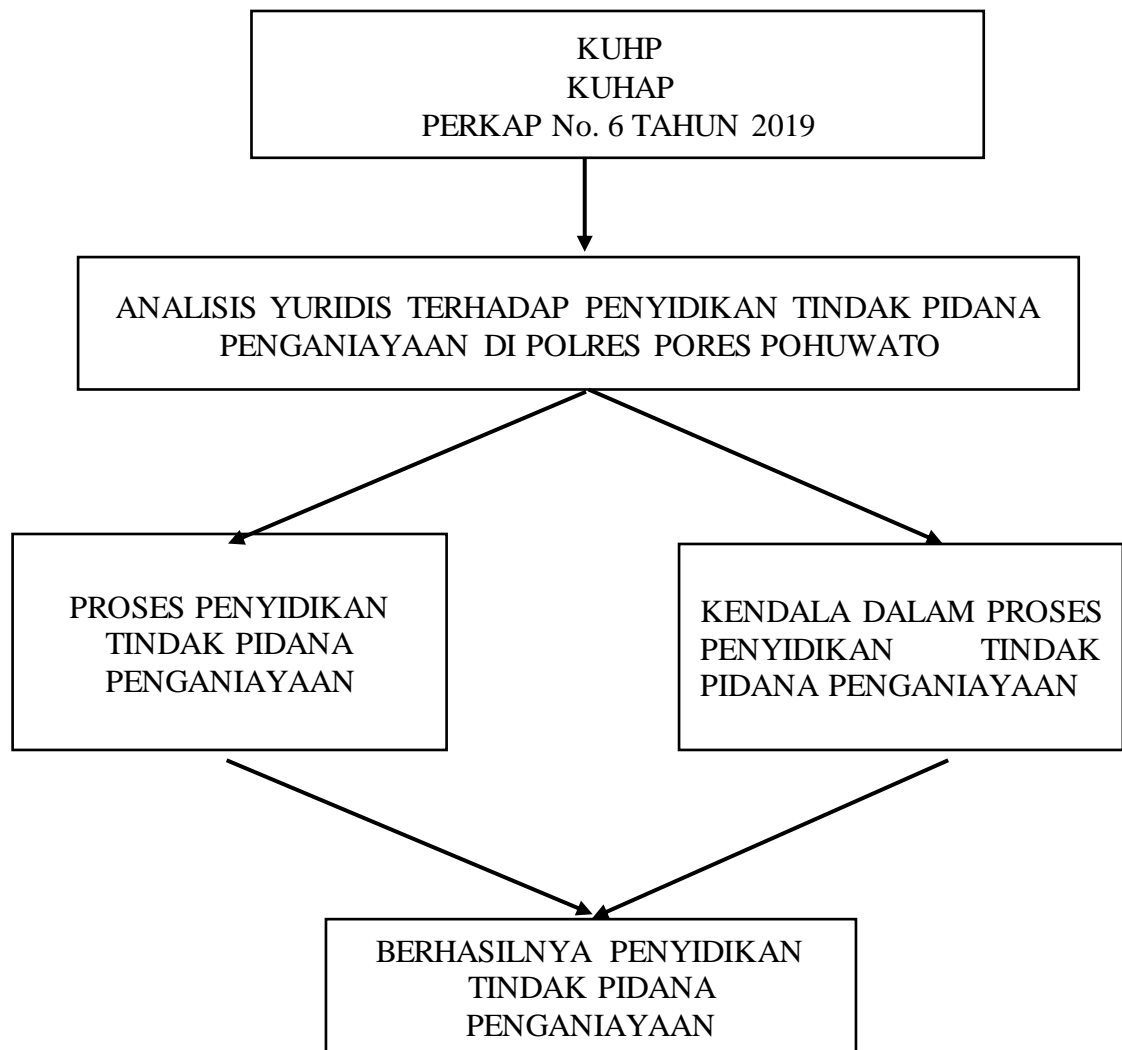 KUHP
KUHAP
PERKAP No. 6 TAHUN 2019
ANALISIS YURIDIS TERHADAP PENYIDIKAN TINDAK PIDANA
PENGANIAYAAN DI POLRES PORES POHUWATO
PROSES PENYIDIKAN
TINDAK PIDANA
PENGANIAYAAN
KENDALA DALAM PROSES
PENYIDIKAN TINDAK
PIDANA PENGANIAYAAN
BERHASILNYA PENYIDIKAN
TINDAK PIDANA
PENGANIAYAAN